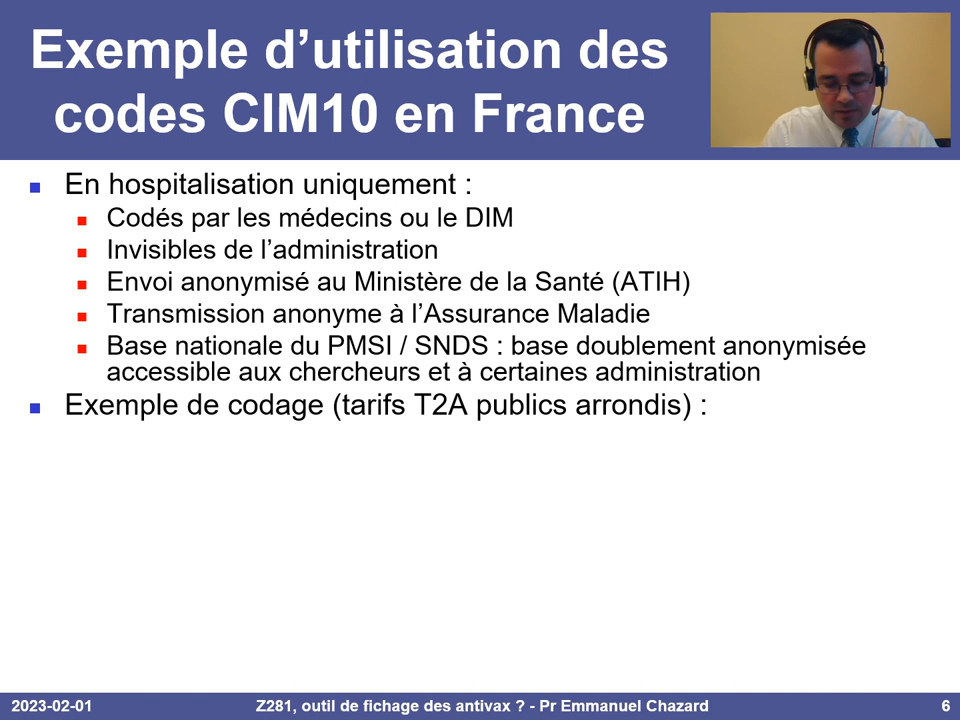 Exemple d’utilisation des
codes CIM10 en France
En hospitalisation uniquement :
Codés par les médecins ou le DIM
Invisibles de l’administration
Envoi anonymisé au Ministère de la Santé (ATIH)
Transmission anonyme à l’Assurance Maladie
Base nationale du PMSI / SNDS : base doublement anonymisée
accessible aux chercheurs et à certaines administration
Exemple de codage (tarifs T2A publics arrondis) :
2023-02-01
Z281, outil de fichage des antivax ? - Pr Emmanuel Chazard
6